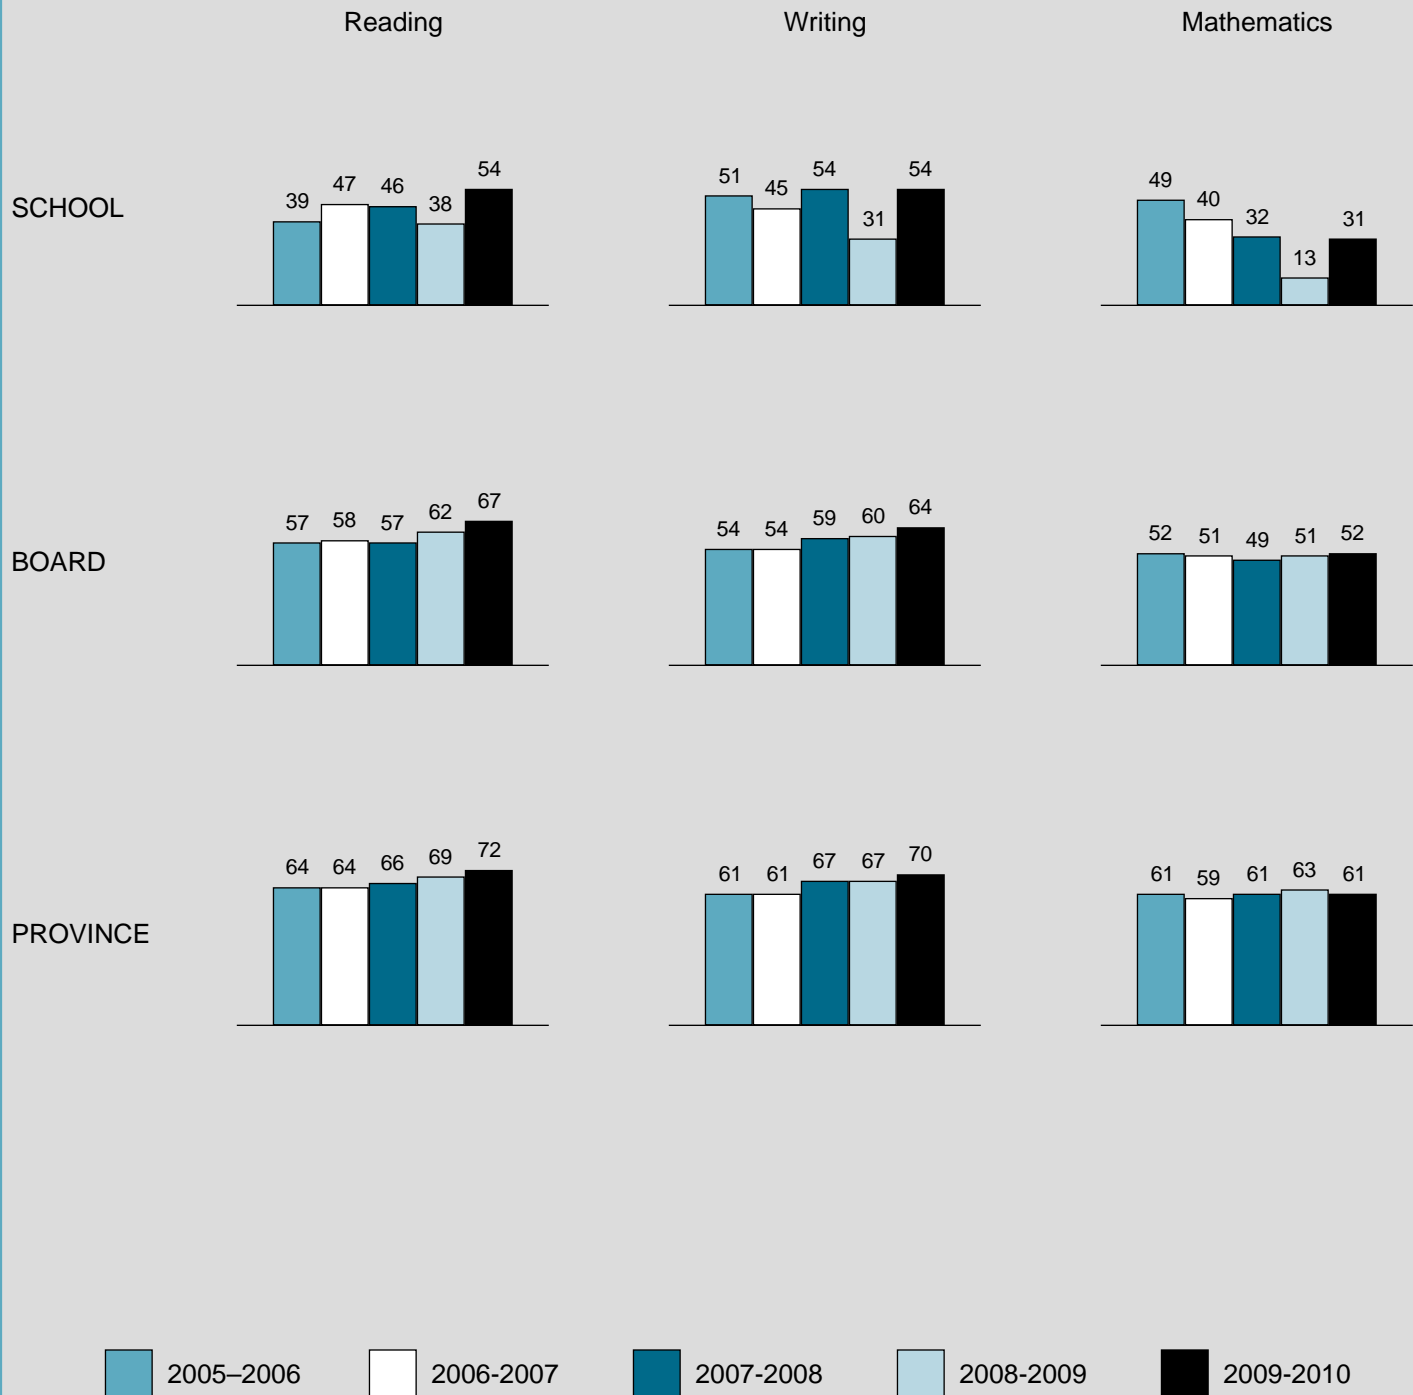 Reading Writing Mathematics
SCHOOL
39 47 46 38 54
51 45 54 31 54
49 40 32 13 31
BOARD
57 58 57 62 67
54 54 59 60 64
52 51 49 51 52
PROVINCE
64 64 66 69 72
61 61 67 67 70
61 59 61 63 61
2005–2006 2006-2007 2007-2008 2008-2009 2009-2010